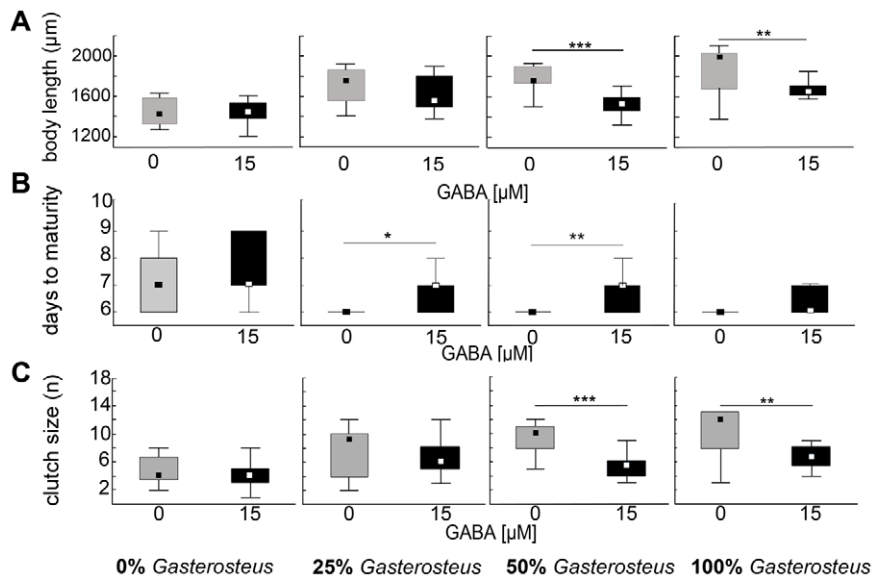 A
body length (µm)
2000
1600
1200
***
**
0 15 0 15 0 15 0 15
GABA [µM]
B
days to maturity
10
9
8
7
6
*
**
0 15 0 15 0 15 0 15
GABA [µM]
C
clutch size (n)
18
14
10
6
2
***
**
0 15 0 15 0 15 0 15
GABA [µM]
0% Gasterosteus 25% Gasterosteus 50% Gasterosteus 100% Gasterosteus